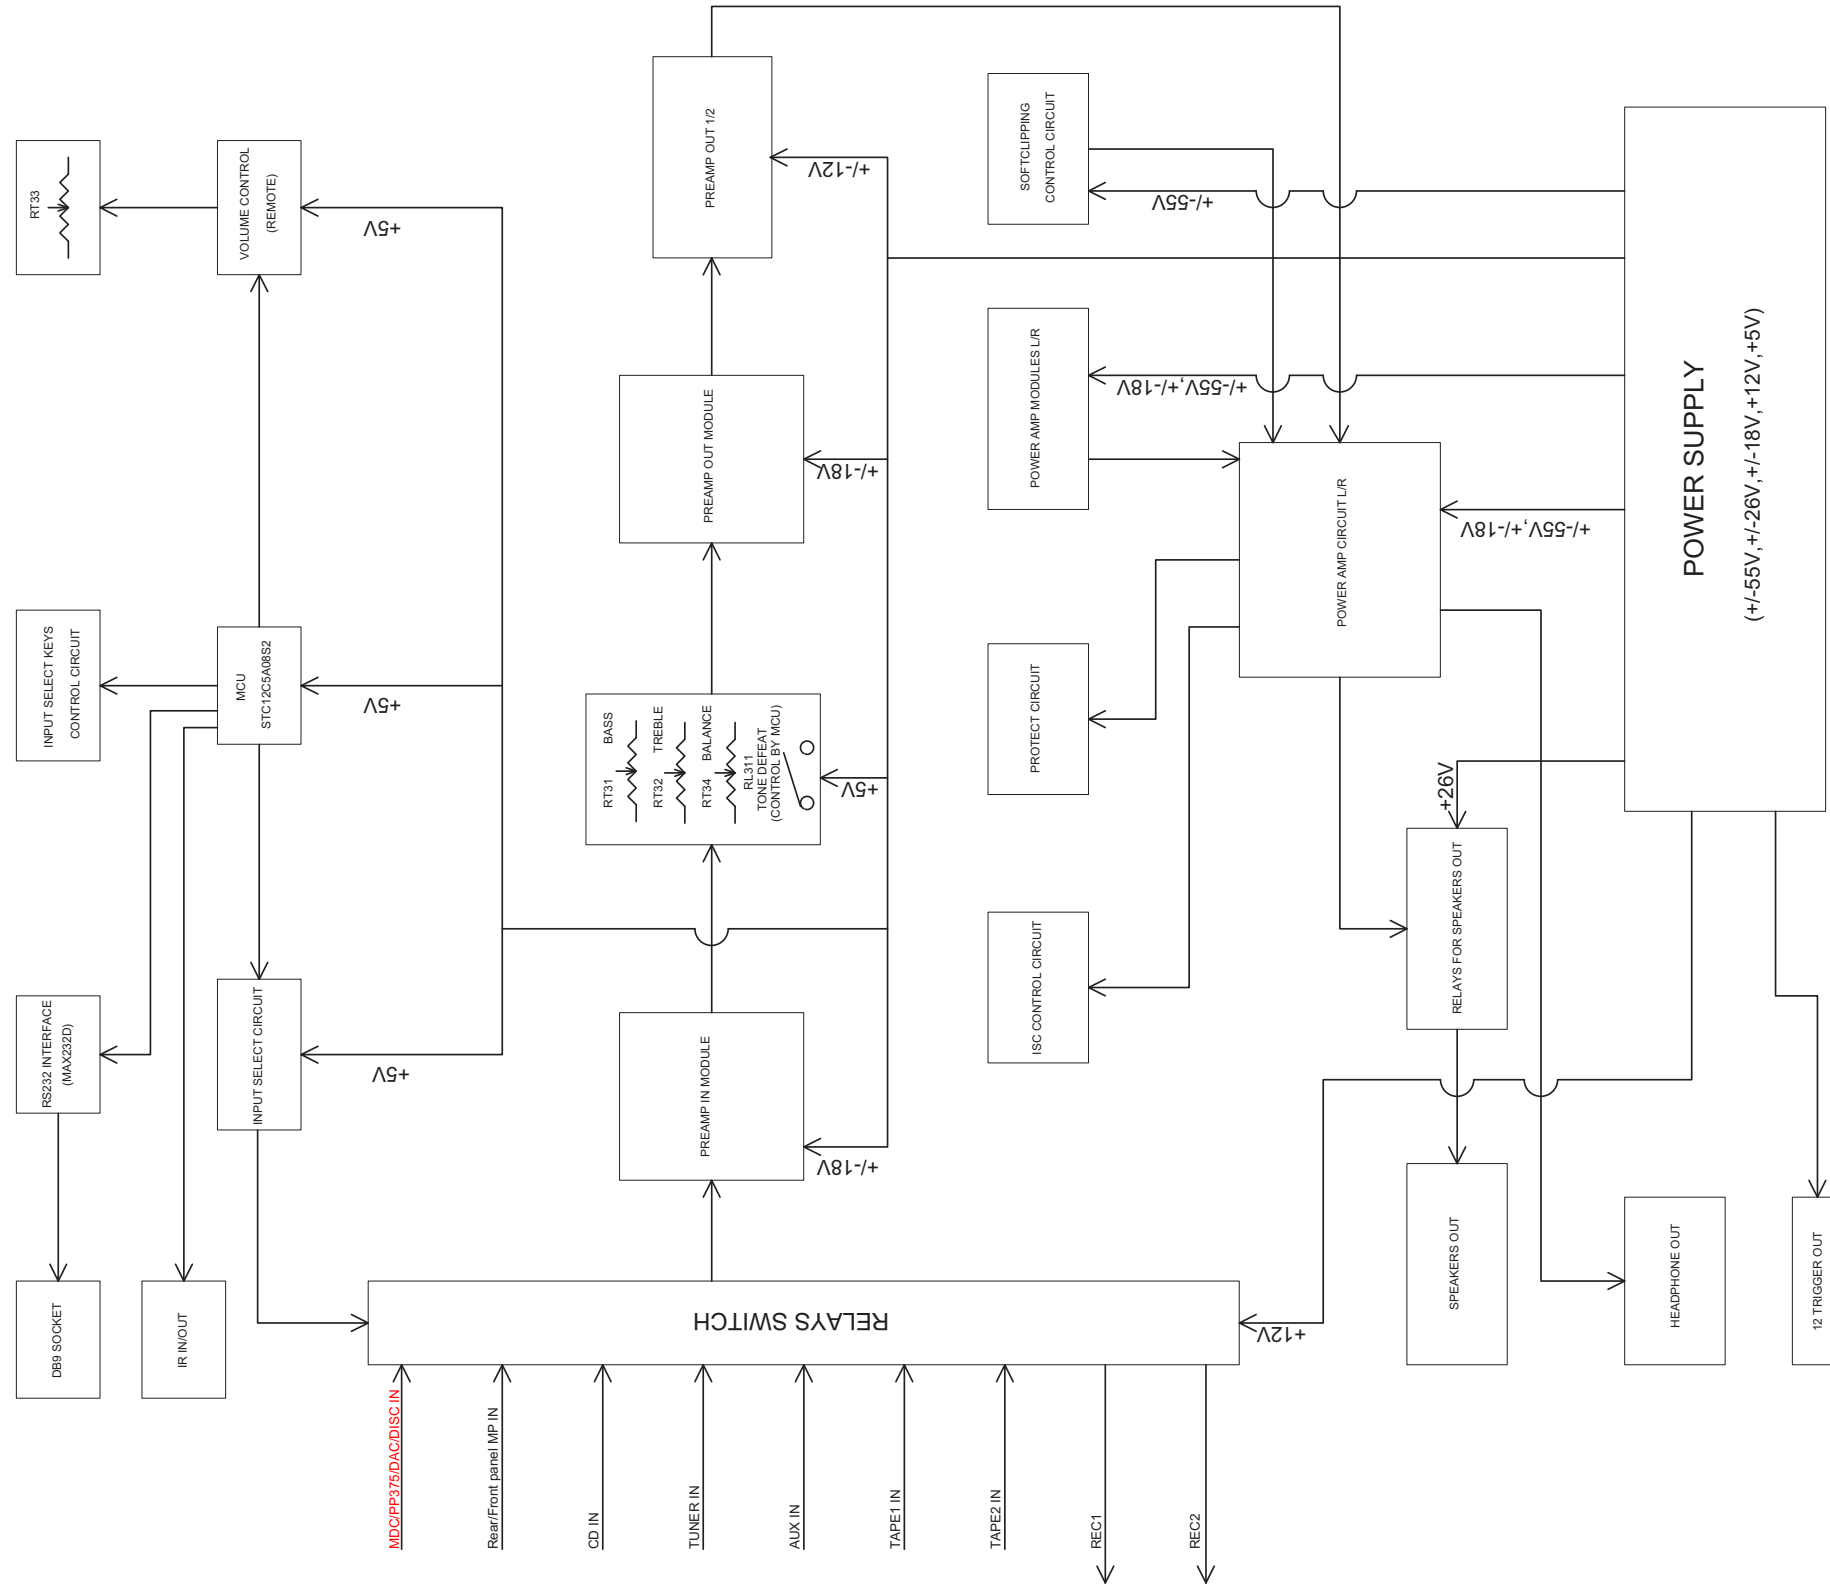 RT33
VOLUME CONTROL
(REMOTE)
+5V
INPUT SELECT KEYS
CONTROL CIRCUIT
MCU
STC12C5A08S2
+5V
RS232 INTERFACE
(MAX232D)
INPUT SELECT CIRCUIT
+5V
DB9 SOCKET
IR IN/OUT
PREAMP OUT 1/2
+/-12V
PREAMP OUT MODULE
+/-18V
RT31
BASS
RT32
TREBLE
RT34
BALANCE
RL311
TONE DEFEAT
(CONTROL BY MCU)
+5V
PREAMP IN MODULE
+/-18V
RELAYS SWITCH
+12V
MDC/PP375/DAC/DISC IN
Rear/Front panel MP IN
CD IN
TUNER IN
AUX IN
TAPE1 IN
TAPE2 IN
REC1
REC2
SOFTCLIPPING
CONTROL CIRCUIT
+/-55V
POWER AMP MODULES L/R
+/-55V,+/-18V
PROTECT CIRCUIT
ISC CONTROL CIRCUIT
POWER AMP CIRCUIT L/R
+/-55V,+/-18V
+26V
RELAYS FOR SPEAKERS OUT
SPEAKERS OUT
HEADPHONE OUT
12 TRIGGER OUT
POWER SUPPLY
(+/-55V,+/-26V,+/-18V,+12V,+5V)